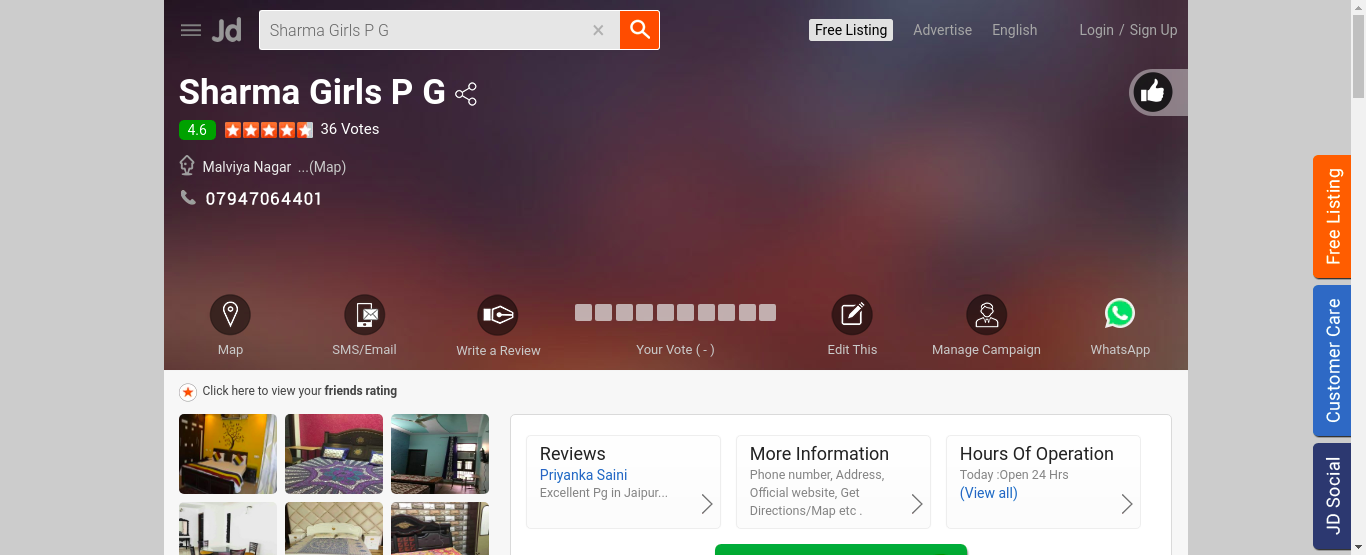 Jd
Sharma Girls P G
Free Listing
Advertise
English
Login / Sign Up
Sharma Girls P G
4.6
36 Votes
Malviya Nagar ...(Map)
07947064401
Map
SMS/Email
Write a Review
Your Vote ( - )
Edit This
Manage Campaign
WhatsApp
Click here to view your friends rating
Reviews
Priyanka Saini
Excellent Pg in Jaipur...
More Information
Phone number, Address,
Official website, Get
Directions/Map etc .
Hours Of Operation
Today :Open 24 Hrs
(View all)
Free Listing
Customer Care
JD Social